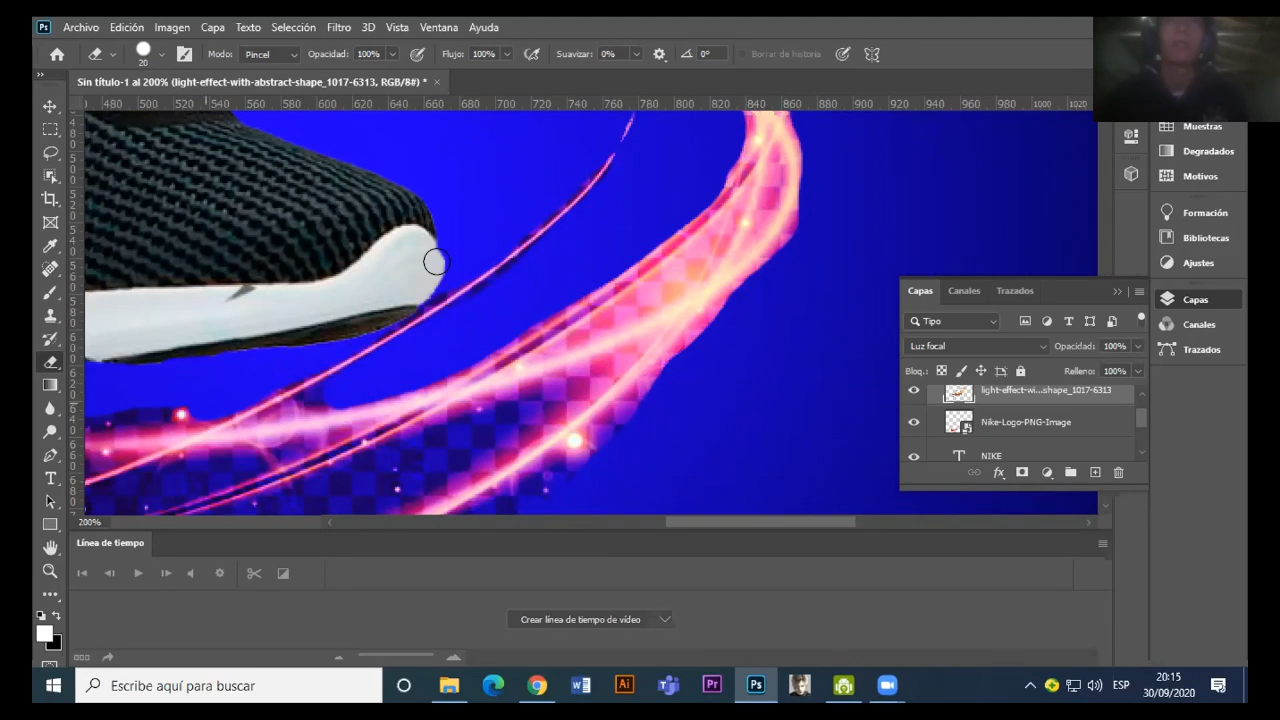 Ps Archivo Edición Imagen Capa Texto Selección Filtro 3D Vista Ventana Ayuda
20 Modo: Pincel Opacidad: 100% Flujo: 100% Suavizar: 0% 0° Borrar de historia
Sin título-1 al 200% (light-effect-with-abstract-shape_1017-6313, RGB/8#) * ×
480 500 520 540 560 580 600 620 640 660 680 700 720 740 760 780 800 820 840 860 880 900 920 940 960 980 1000 1020
Muestras
Degradados
Motivos
Formación
Bibliotecas
Ajustes
Capas
Canales
Trazados
Capas Canales Trazados
Tipo
Luz focal Opacidad: 100%
Bloq.: Relleno: 100%
light-effect-wi...shape_1017-6313
Nike-Logo-PNG-Image
T NIKE
fx
200%
Línea de tiempo
Crear línea de tiempo de vídeo
Escribe aquí para buscar
Ai Pr Ps
ESP
20:15
30/09/2020